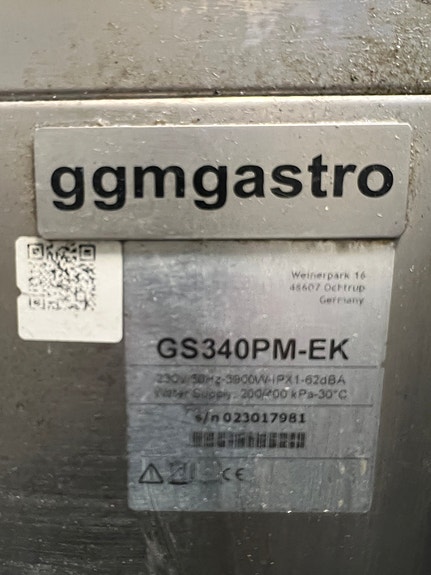 ggmgastro
Weinerpark 16
48607 Ochtrup
Germany
GS340PM-EK
230V/50Hz-3900W-IPX1-62dBA
Water Supply: 200/400 kPa-30°C
s/n 023017981
CE